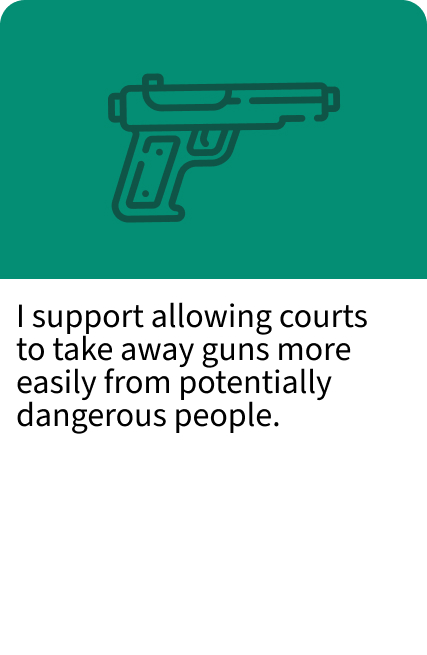 I support allowing courts
to take away guns more
easily from potentially
dangerous people.